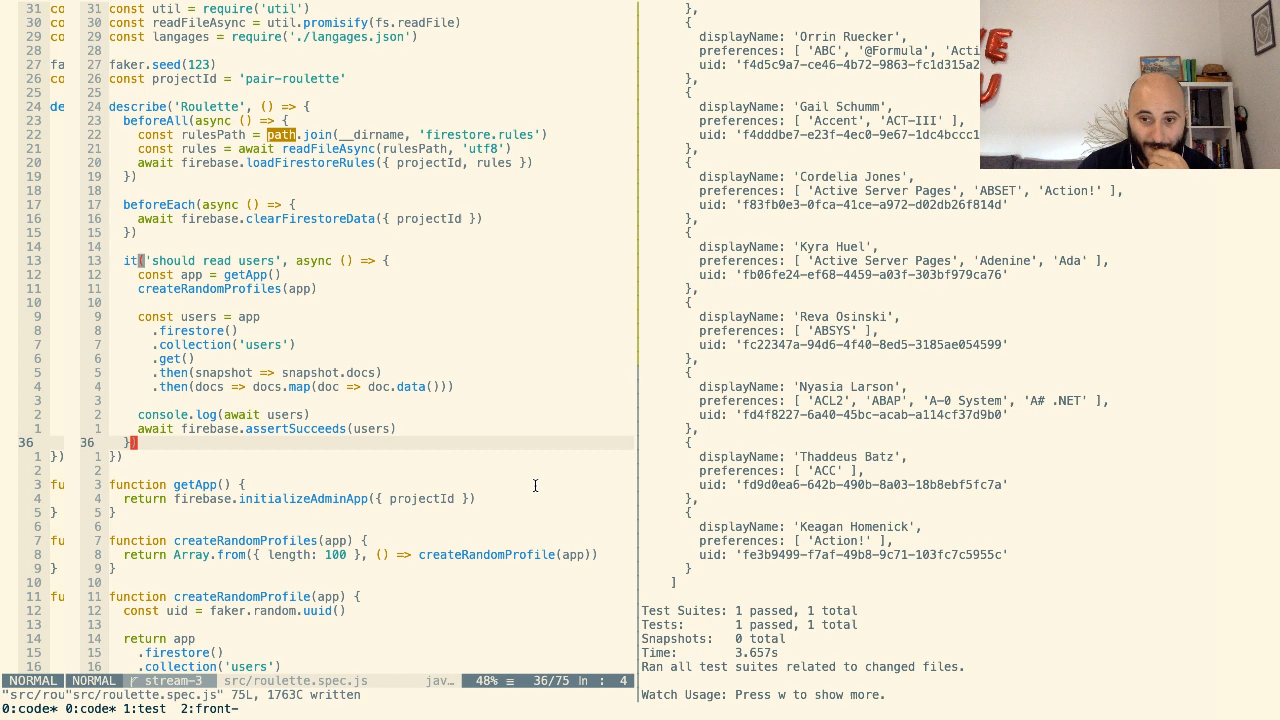 31 co 31 const util = require('util')
30 co 30 const readFileAsync = util.promisify(fs.readFile)
29 co 29 const langages = require('./langages.json')
28 28
27 fa 27 faker.seed(123)
26 co 26 const projectId = 'pair-roulette'
25 25
24 de 24 describe('Roulette', () => {
23 23 beforeAll(async () => {
22 22 const rulesPath = path.join(__dirname, 'firestore.rules')
21 21 const rules = await readFileAsync(rulesPath, 'utf8')
20 20 await firebase.loadFirestoreRules({ projectId, rules })
19 19 })
18 18
17 17 beforeEach(async () => {
16 16 await firebase.clearFirestoreData({ projectId })
15 15 })
14 14
13 13 it('should read users', async () => {
12 12 const app = getApp()
11 11 createRandomProfiles(app)
10 10
9 9 const users = app
8 8 .firestore()
7 7 .collection('users')
6 6 .get()
5 5 .then(snapshot => snapshot.docs)
4 4 .then(docs => docs.map(doc => doc.data()))
3 3
2 2 console.log(await users)
1 1 await firebase.assertSucceeds(users)
36 36 })
1 }) 1 })
2 2
3 fu 3 function getApp() {
4 4 return firebase.initializeAdminApp({ projectId })
5 } 5 }
6 6
7 fu 7 function createRandomProfiles(app) {
8 8 return Array.from({ length: 100 }, () => createRandomProfile(app))
9 } 9 }
10 10
11 fu 11 function createRandomProfile(app) {
12 12 const uid = faker.random.uuid()
13 13
14 14 return app
15 15 .firestore()
16 16 .collection('users')
NORMAL NORMAL stream-3 src/roulette.spec.js jav… 48% ≡ 36/75 ln : 4
"src/rou"src/roulette.spec.js" 75L, 1763C written
0:code* 0:code* 1:test 2:front-
},
{
displayName: 'Orrin Ruecker',
preferences: [ 'ABC', '@Formula', 'Acti
uid: 'f4d5c9a7-ce46-4b72-9863-fc1d315a2
},
{
displayName: 'Gail Schumm',
preferences: [ 'Accent', 'ACT-III' ],
uid: 'f4dddbe7-e23f-4ec0-9e67-1dc4bccc1
},
{
displayName: 'Cordelia Jones',
preferences: [ 'Active Server Pages', 'ABSET', 'Action!' ],
uid: 'f83fb0e3-0fca-41ce-a972-d02db26f814d'
},
{
displayName: 'Kyra Huel',
preferences: [ 'Active Server Pages', 'Adenine', 'Ada' ],
uid: 'fb06fe24-ef68-4459-a03f-303bf979ca76'
},
{
displayName: 'Reva Osinski',
preferences: [ 'ABSYS' ],
uid: 'fc22347a-94d6-4f40-8ed5-3185ae054599'
},
{
displayName: 'Nyasia Larson',
preferences: [ 'ACL2', 'ABAP', 'A-0 System', 'A# .NET' ],
uid: 'fd4f8227-6a40-45bc-acab-a114cf37d9b0'
},
{
displayName: 'Thaddeus Batz',
preferences: [ 'ACC' ],
uid: 'fd9d0ea6-642b-490b-8a03-18b8ebf5fc7a'
},
{
displayName: 'Keagan Homenick',
preferences: [ 'Action!' ],
uid: 'fe3b9499-f7af-49b8-9c71-103fc7c5955c'
}
]
Test Suites: 1 passed, 1 total
Tests: 1 passed, 1 total
Snapshots: 0 total
Time: 3.657s
Ran all test suites related to changed files.
Watch Usage: Press w to show more.